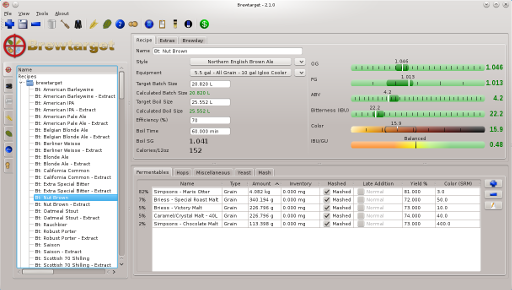 Brewtarget - 2.1.0
File View Tools About
Brewtarget
Name
Recipes
brewtarget
Bt: American Barleywine
Bt: American Barleywine - Extract
Bt: American IPA
Bt: American IPA - Extract
Bt: American Pale Ale
Bt: American Pale Ale - Extract
Bt: Belgian Blonde Ale
Bt: Belgian Blonde Ale - Extract
Bt: Berliner Weisse
Bt: Berliner Weisse - Extract
Bt: Blonde Ale
Bt: Blonde Ale - Extract
Bt: California Common
Bt: California Common - Extract
Bt: Extra Special Bitter
Bt: Extra Special Bitter - Extract
Bt: Nut Brown
Bt: Nut Brown - Extract
Bt: Oatmeal Stout
Bt: Oatmeal Stout - Extract
Bt: Rauchbier
Bt: Robust Porter
Bt: Robust Porter - Extract
Bt: Saison
Bt: Saison - Extract
Bt: Scottish 70 Shilling
Bt: Scottish 70 Shilling - Extract
Recipe Extras Brewday
Name Bt: Nut Brown
Style Northern English Brown Ale
Equipment 5.5 gal - All Grain - 10 gal Igloo Cooler
Target Batch Size 20.820 L
Calculated Batch Size 20.820 L
Target Boil Size 25.552 L
Calculated Boil Size 25.552 L
Efficiency (%) 70
Boil Time 60.000 min
Boil SG 1.041
Calories/12oz 152
OG 1.046 1.046
FG 1.013 1.013
ABV 4.2 4.2
Bitterness (IBU) 22.2 22.2
Color 15.9 15.9
IBU/GU Balanced 0.48
Fermentables Hops Miscellaneous Yeast Mash
Name Type Amount Inventory Mashed Late Addition Yield % Color (SRM)
82% Simpsons - Maris Otter Grain 4.082 kg 0.000 mg Mashed Normal 81.000 3.0
7% Briess - Special Roast Malt Grain 340.194 g 0.000 mg Mashed Normal 72.000 50.0
5% Briess - Victory Malt Grain 226.796 g 0.000 mg Mashed Normal 73.000 28.0
5% Caramel/Crystal Malt - 40L Grain 226.796 g 0.000 mg Mashed Normal 74.000 40.0
2% Simpsons - Chocolate Malt Grain 113.398 g 0.000 mg Mashed Normal 73.000 400.0